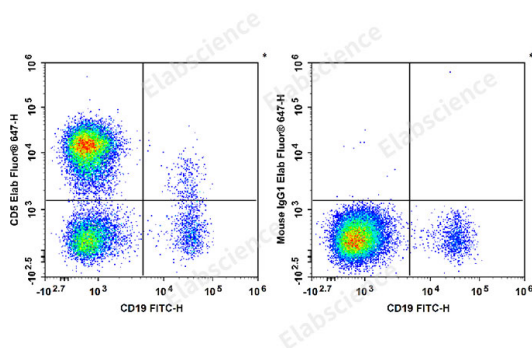 CD5 Elab Fluor® 647-H
10^6
10^5
10^4
10^3
-10^2.5
-10^2.7
10^3
10^4
10^5
10^6
CD19 FITC-H
*
Mouse IgG1 Elab Fluor® 647-H
10^6
10^5
10^4
10^3
-10^2.5
-10^2.7
10^3
10^4
10^5
10^6
CD19 FITC-H
*
Elabscience
Elabscience
Elabscience
Elabscience
Elabscience